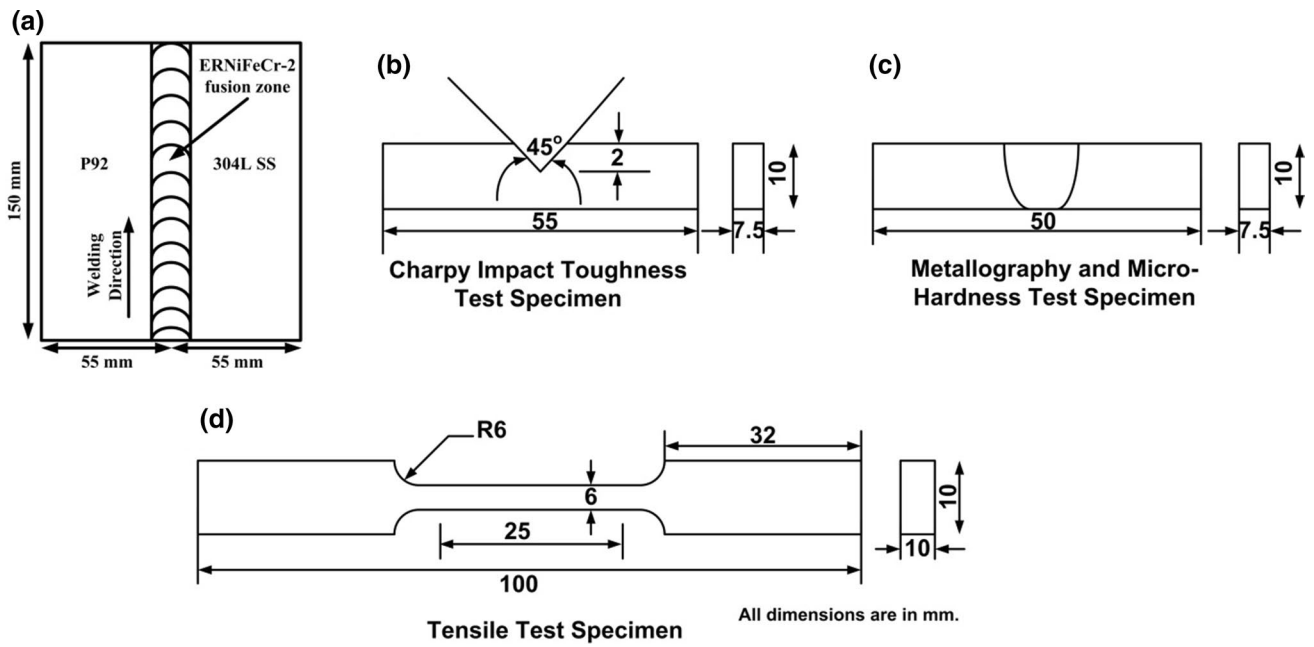 (a)
150 mm
P92
Welding
Direction
ERNiFeCr-2
fusion zone
304L SS
55 mm
55 mm
(b)
45°
2
10
55
7.5
Charpy Impact Toughness
Test Specimen
(c)
10
50
7.5
Metallography and Micro-
Hardness Test Specimen
(d)
R6
32
6
10
25
10
100
All dimensions are in mm.
Tensile Test Specimen